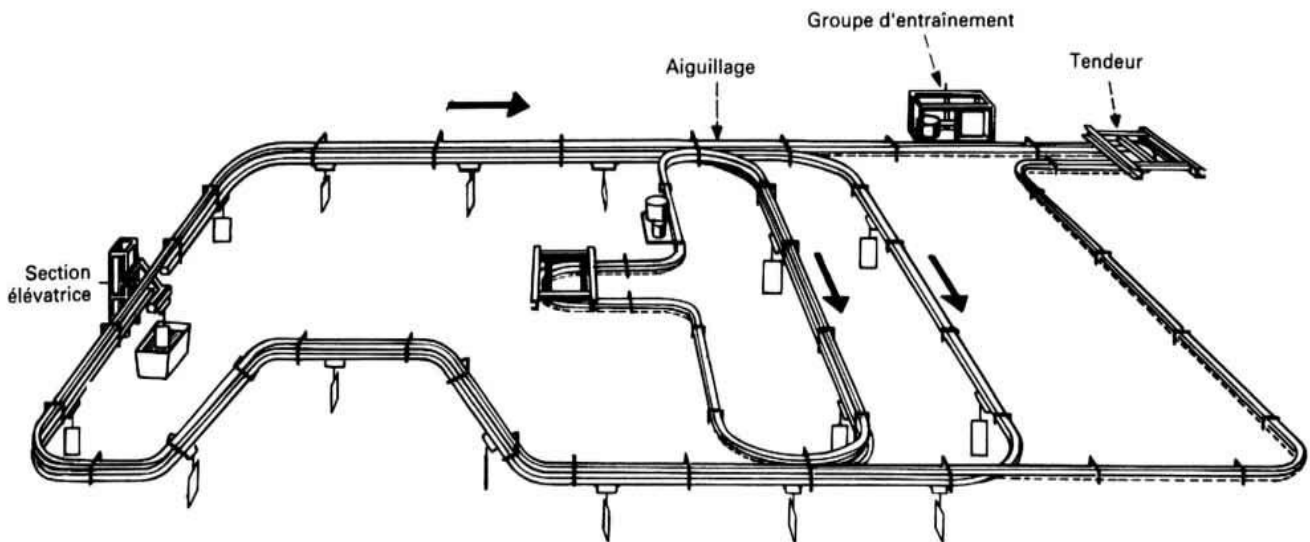 Groupe d'entraînement
Aiguillage
Tendeur
Section
élévatrice